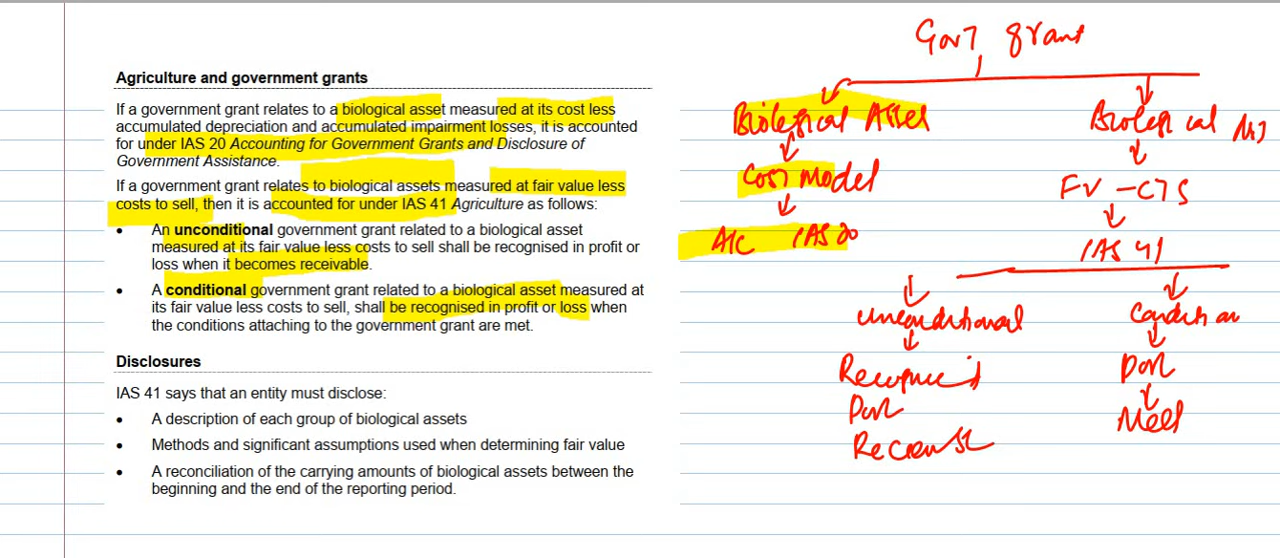 Agriculture and government grants
If a government grant relates to a biological asset measured at its cost less
accumulated depreciation and accumulated impairment losses, it is accounted
for under IAS 20 Accounting for Government Grants and Disclosure of
Government Assistance.
If a government grant relates to biological assets measured at fair value less
costs to sell, then it is accounted for under IAS 41 Agriculture as follows:
• An unconditional government grant related to a biological asset
measured at its fair value less costs to sell shall be recognised in profit or
loss when it becomes receivable.
• A conditional government grant related to a biological asset measured at
its fair value less costs to sell, shall be recognised in profit or loss when
the conditions attaching to the government grant are met.
Disclosures
IAS 41 says that an entity must disclose:
• A description of each group of biological assets
• Methods and significant assumptions used when determining fair value
• A reconciliation of the carrying amounts of biological assets between the
beginning and the end of the reporting period.
Govt grant
Biological Asset
Biological
Cost Model
FV - CTS
A/C IAS 20
IAS 41
unconditional
Condition
Recognised
Meet